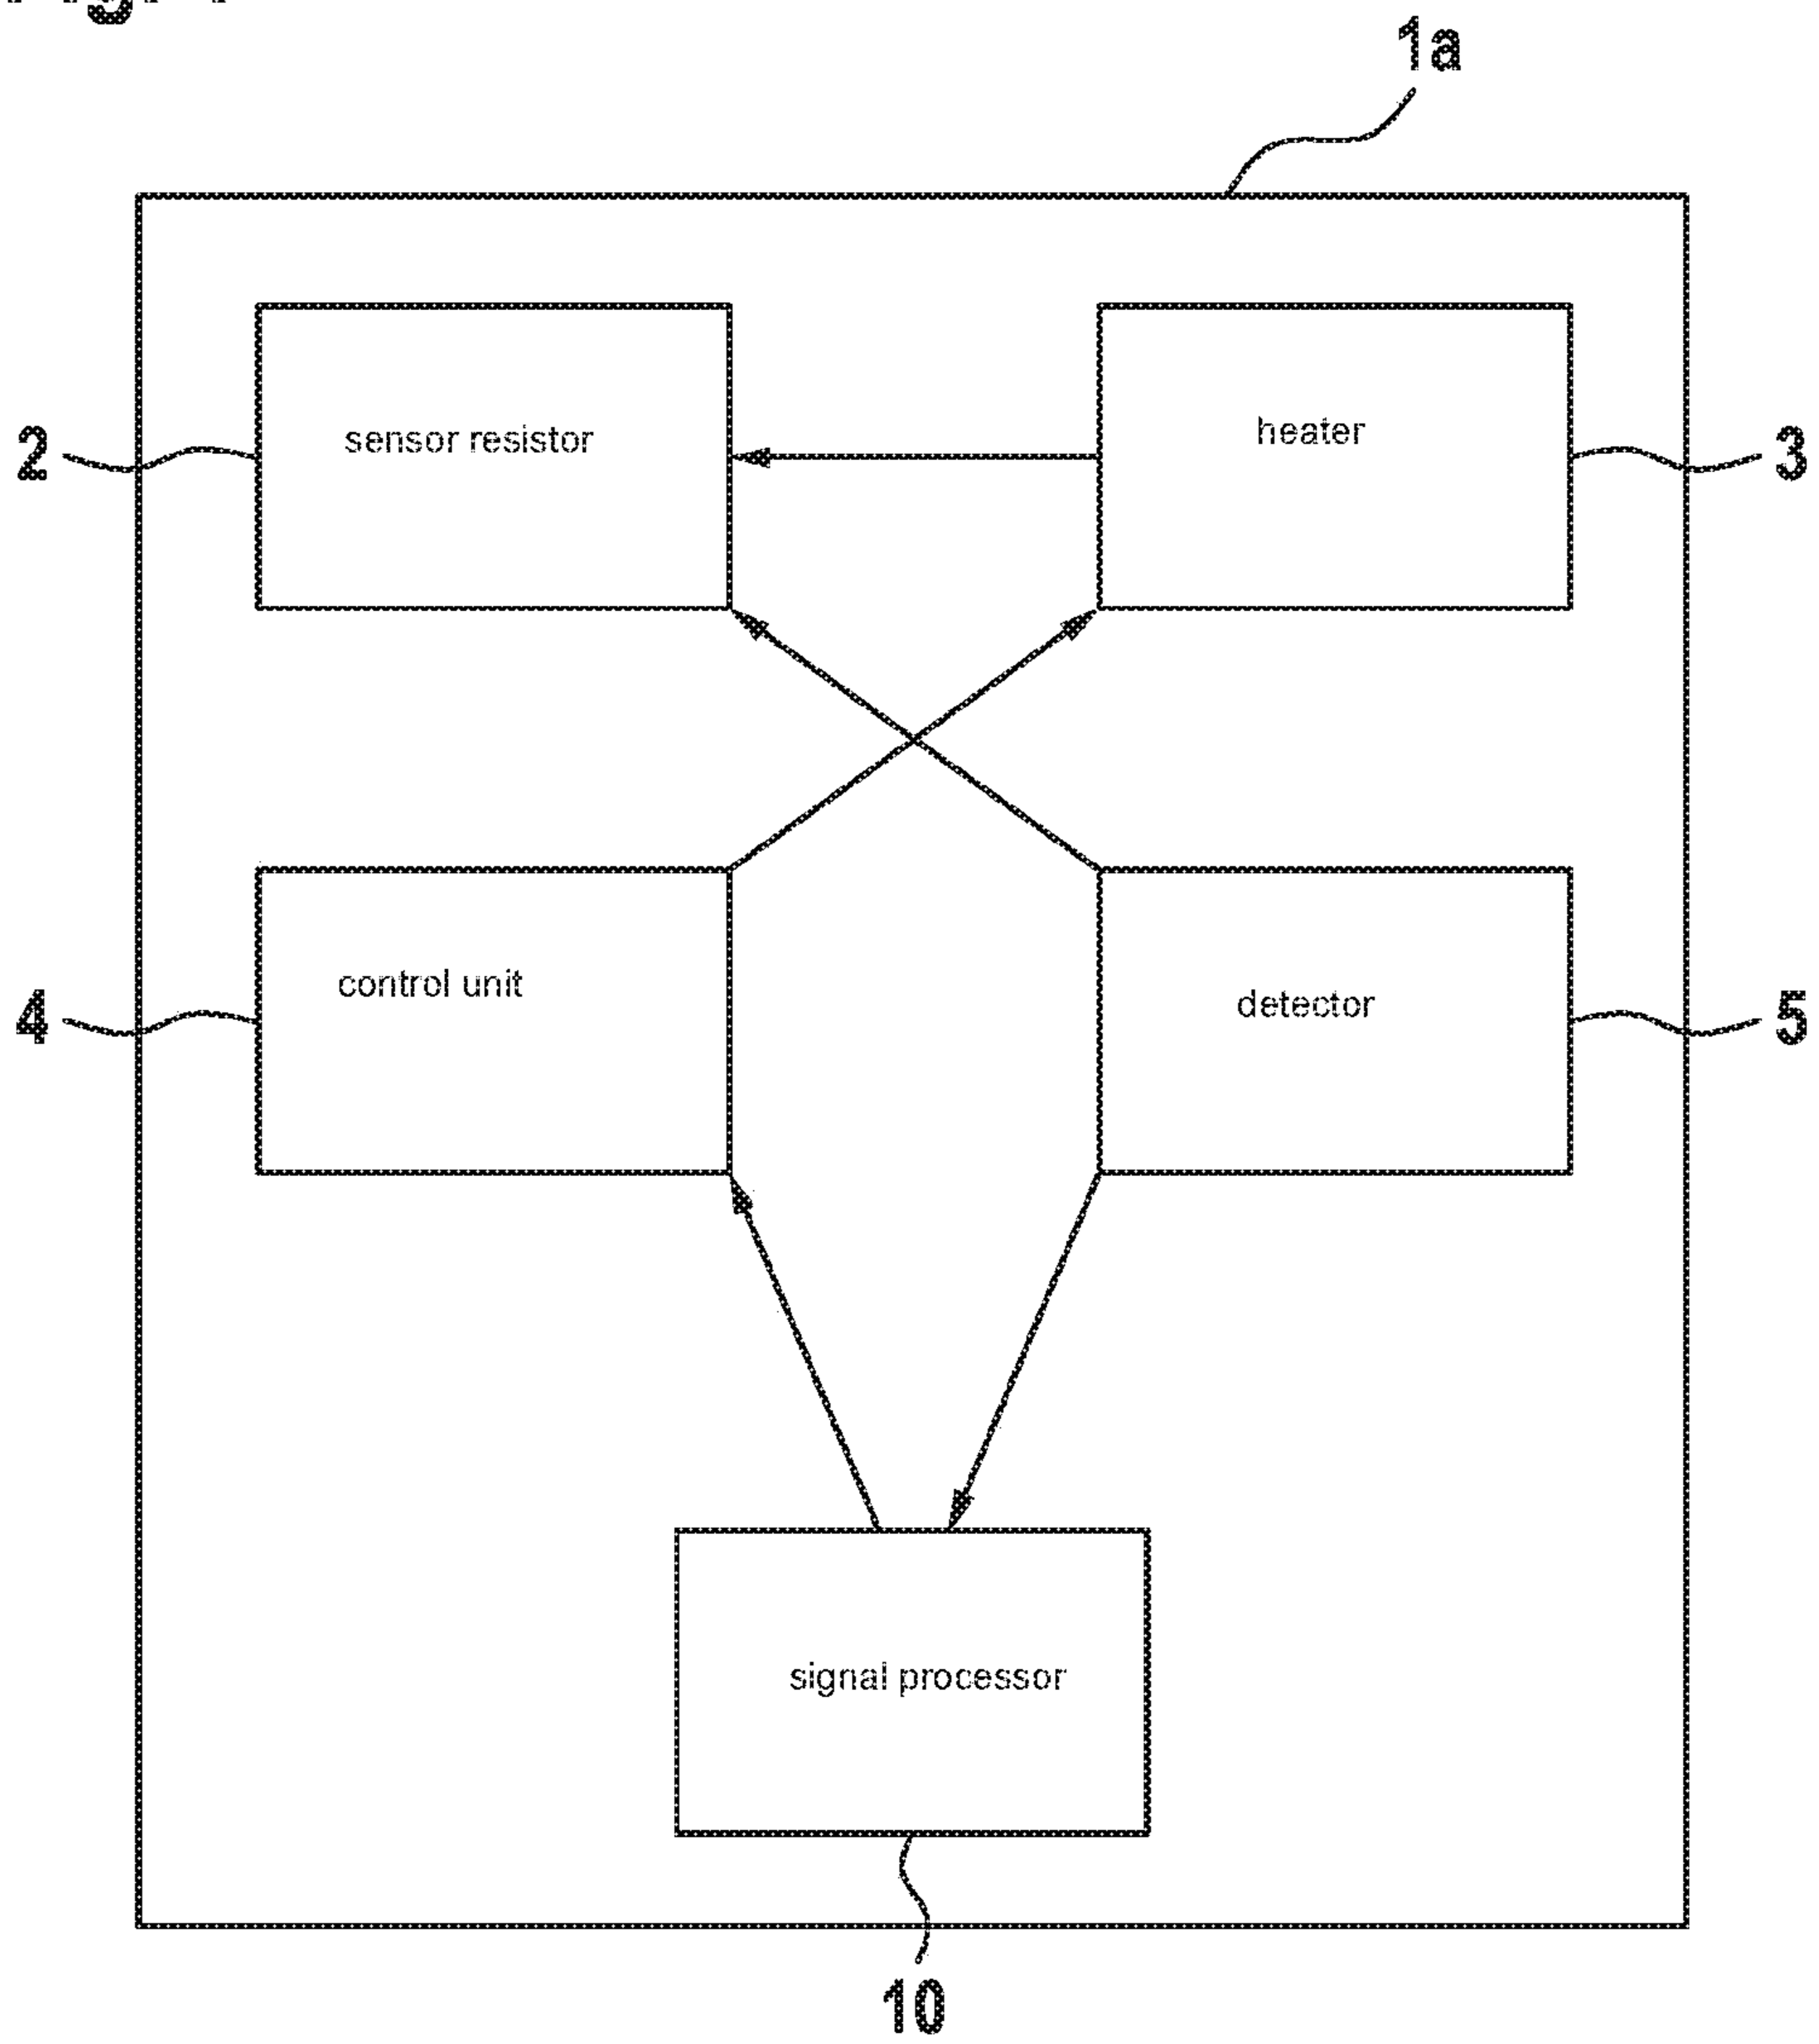 1a
sensor resistor
heater
2
3
control unit
detector
4
5
signal processor
10